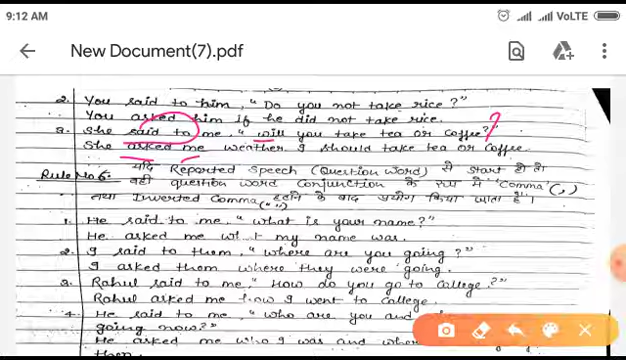 9:12 AM VoLTE
New Document(7).pdf
2. You said to him, "Do you not take rice?"
You asked him if he did not take rice.
3. She said to me, "will you take tea or coffee?"
She asked me weather I should take tea or coffee
Rule No 6 यदि Reported Speech (Question Word) से start हो तो
वही question word Conjunction के रूप में 'Comma' (,)
तथा Inverted Comma (" ") हटाने के बाद प्रयोग किया जाता है।
1. He said to me, "what is your name?"
He asked me what my name was.
2. I said to them, "where are you going?"
I asked them where they were going.
3. Rahul said to me, "How do you go to College?"
Rahul asked me how I went to college.
4. He said to me, "who are you and
going now?"
He asked me who I was and where
them